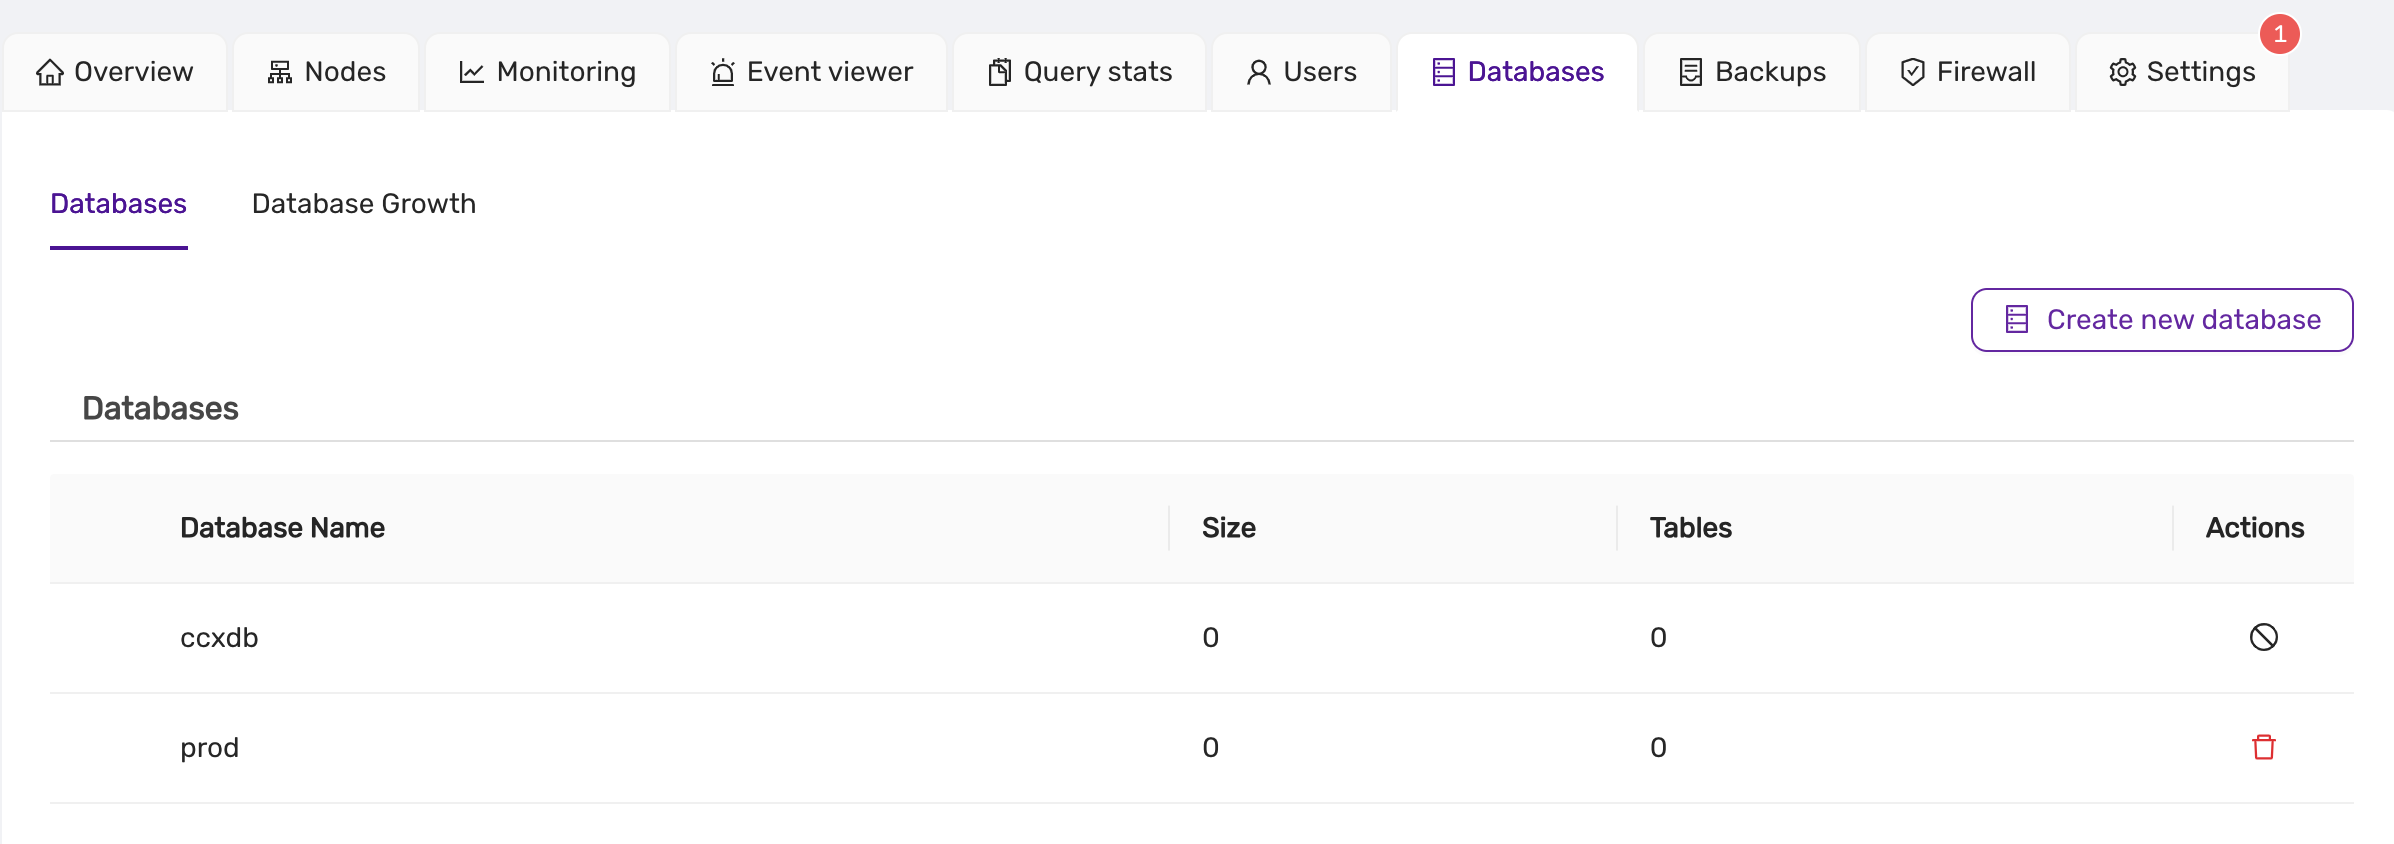 1
Overview Nodes Monitoring Event viewer Query stats Users Databases Backups Firewall Settings
Databases Database Growth
Create new database
Databases
Database Name Size Tables Actions
ccxdb 0 0
prod 0 0